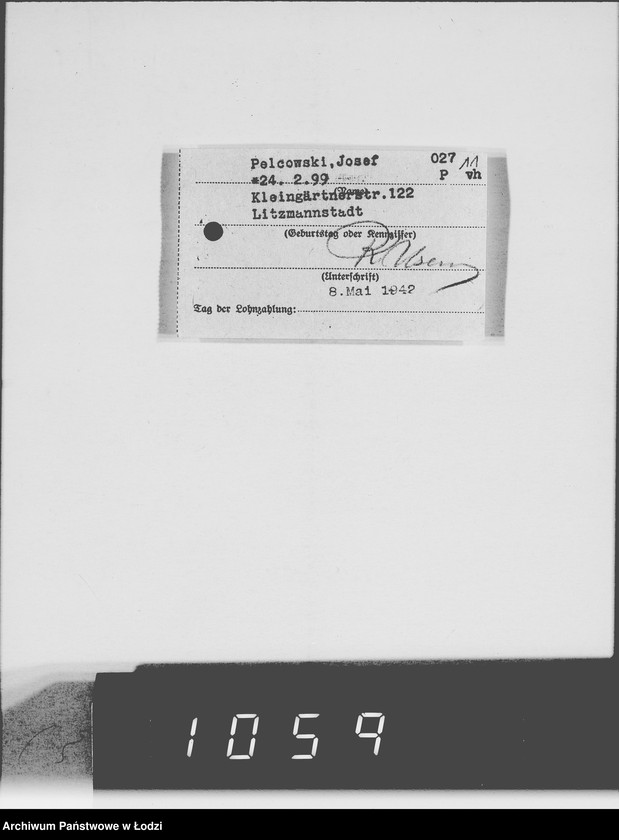 Pelcowski,Josef 027 11
*24. 2.99 P vh
(Name)
Kleingärtnerstr.122
Litzmannstadt
(Geburtstag oder Kennziffer)
(Unterschrift)
8.Mai 1942
Tag der Lohnzahlung:
1059
Archiwum Państwowe w Łodzi